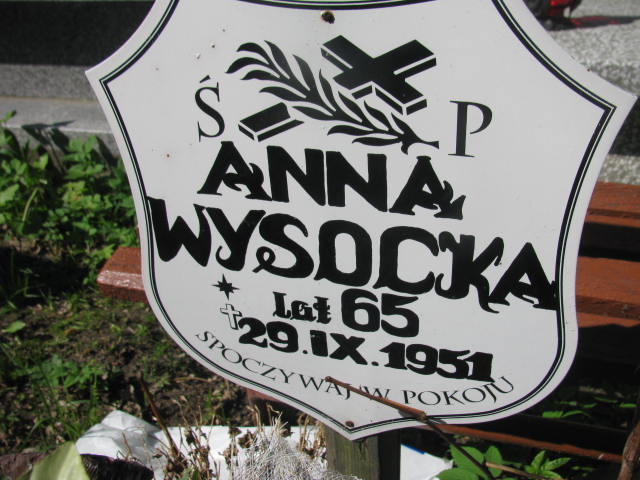 Ś P
ANNA
WYSOCKA
Lat 65
29.IX.1951
SPOCZYWAJ W POKOJU